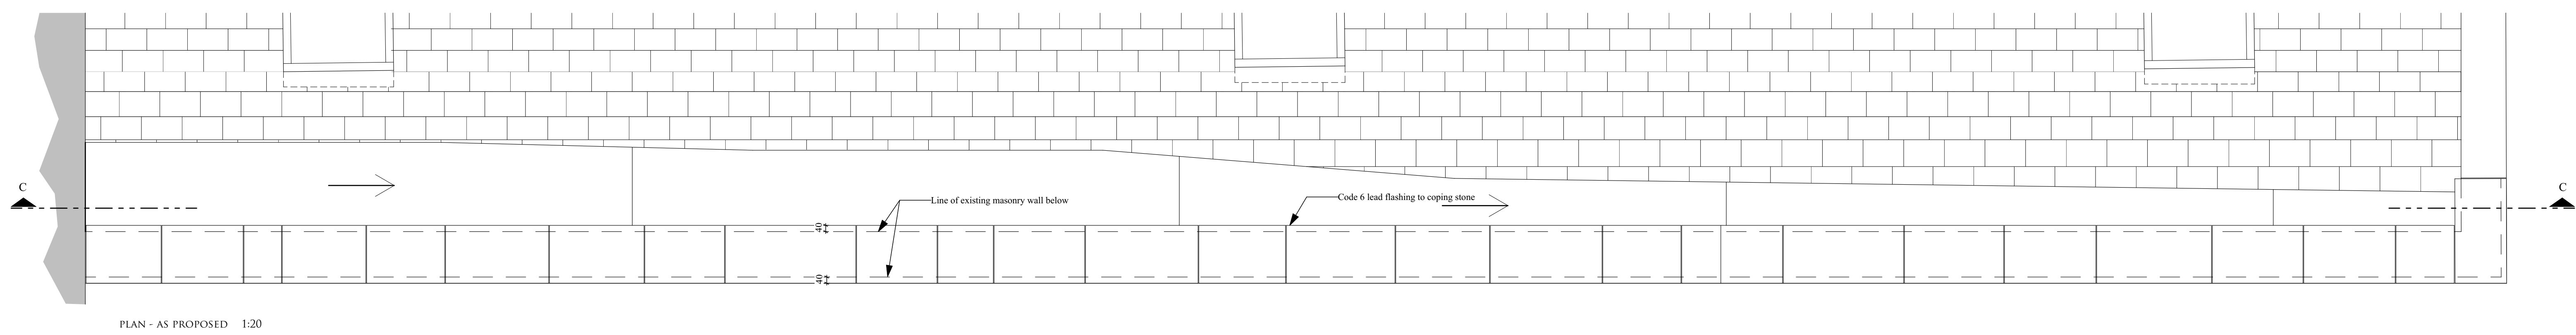 C
C
Line of existing masonry wall below
Code 6 lead flashing to coping stone
40
40
PLAN - AS PROPOSED 1:20